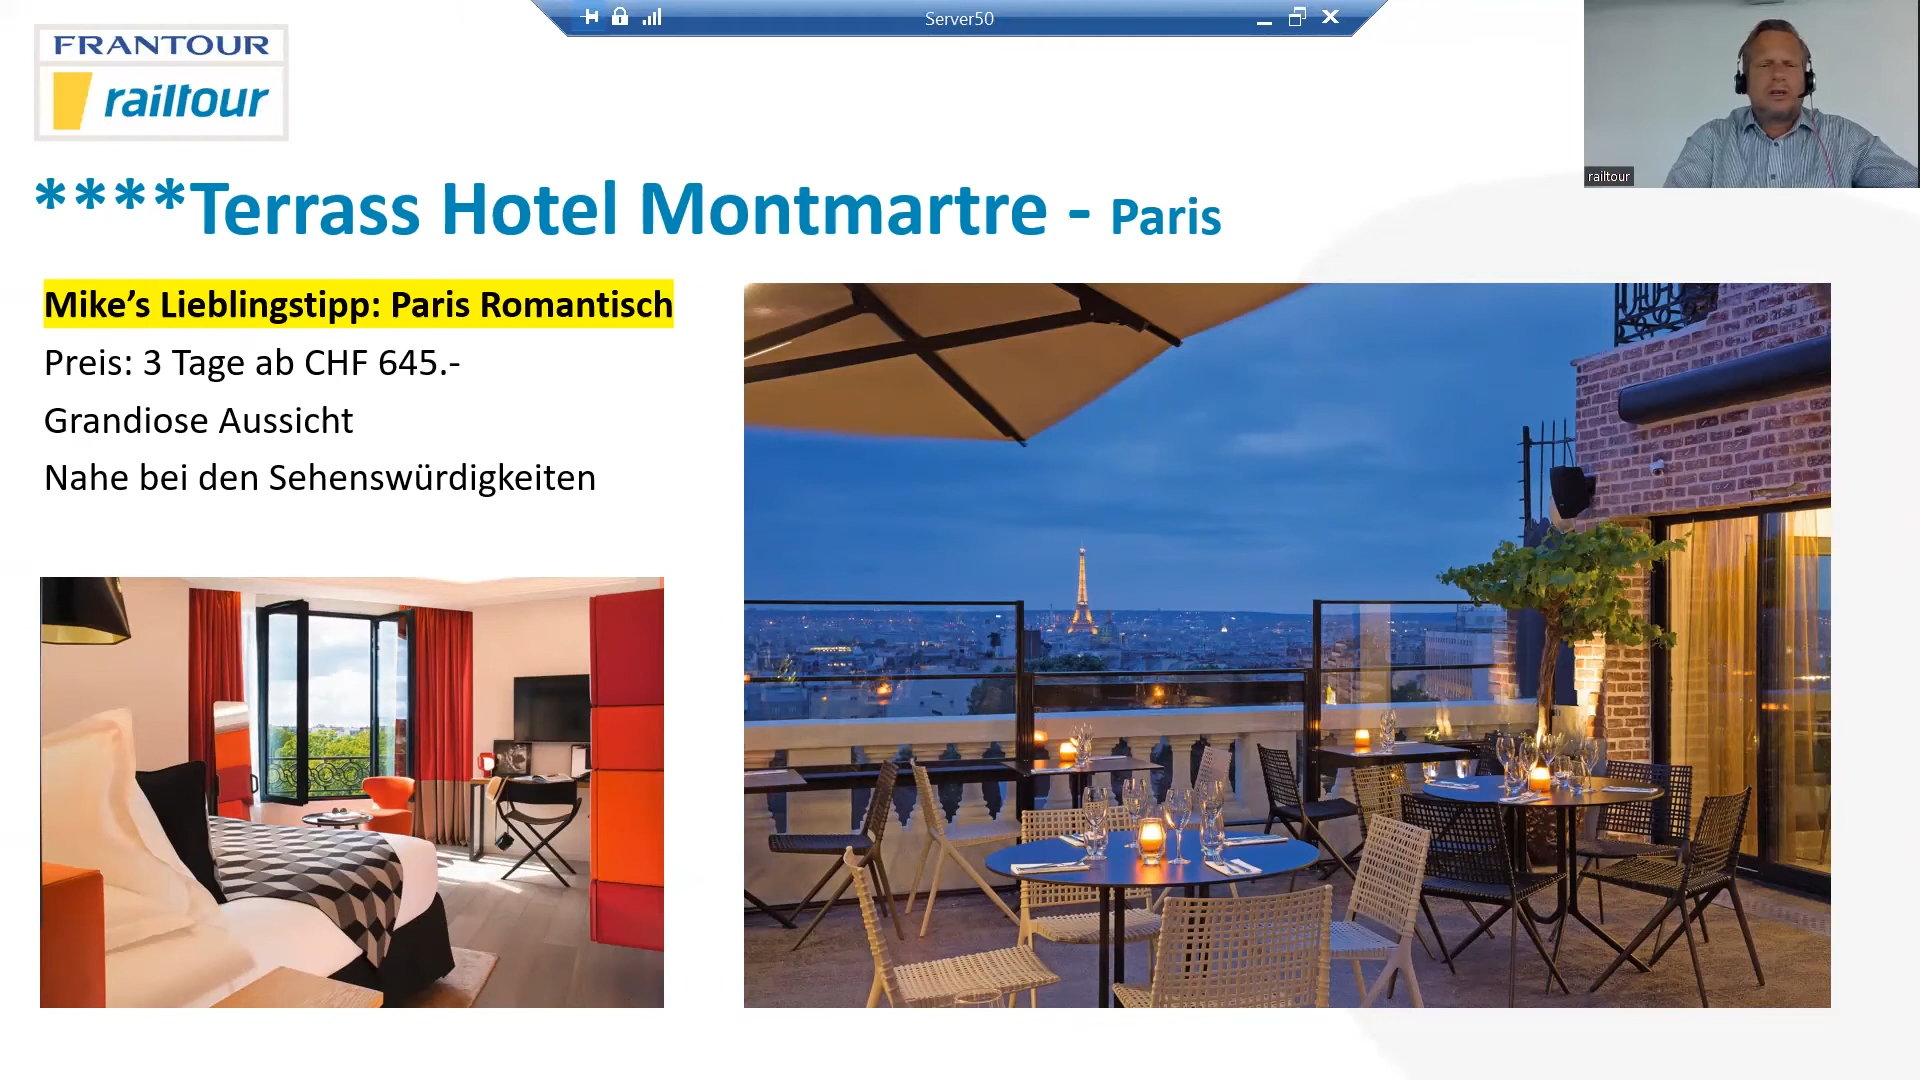 Server50
FRANTOUR
railtour
railtour
****Terrass Hotel Montmartre - Paris
Mike’s Lieblingstipp: Paris Romantisch
Preis: 3 Tage ab CHF 645.-
Grandiose Aussicht
Nahe bei den Sehenswürdigkeiten